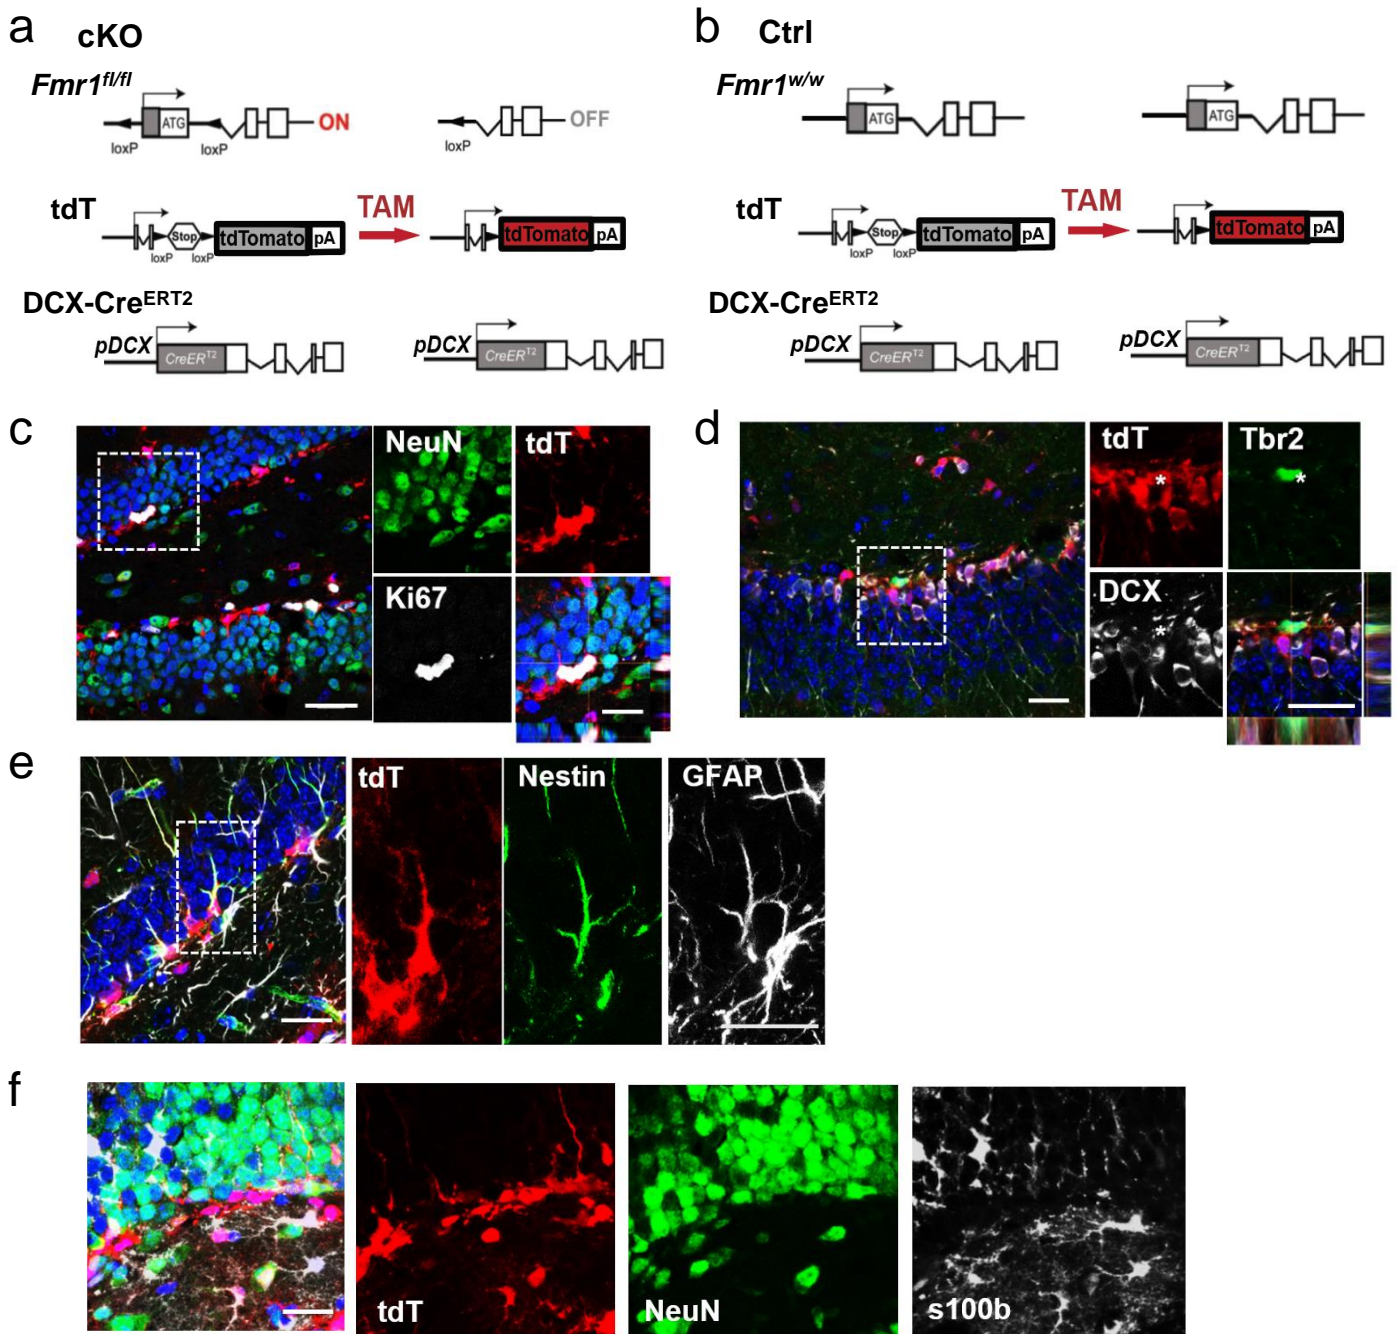 a cKO
Fmr1fl/fl
ATG
ON
loxP loxP
OFF
loxP
tdT
TAM
Stop tdTomato pA
loxP loxP
tdTomato pA
DCX-CreERT2
pDCX
CreERT2
pDCX
CreERT2
b Ctrl
Fmr1w/w
ATG
ATG
tdT
TAM
Stop tdTomato pA
loxP loxP
tdTomato pA
DCX-CreERT2
pDCX
CreERT2
pDCX
CreERT2
c
NeuN
tdT
Ki67
d
tdT
*
Tbr2
*
DCX
*
e
tdT
Nestin
GFAP
f
tdT
NeuN
s100b